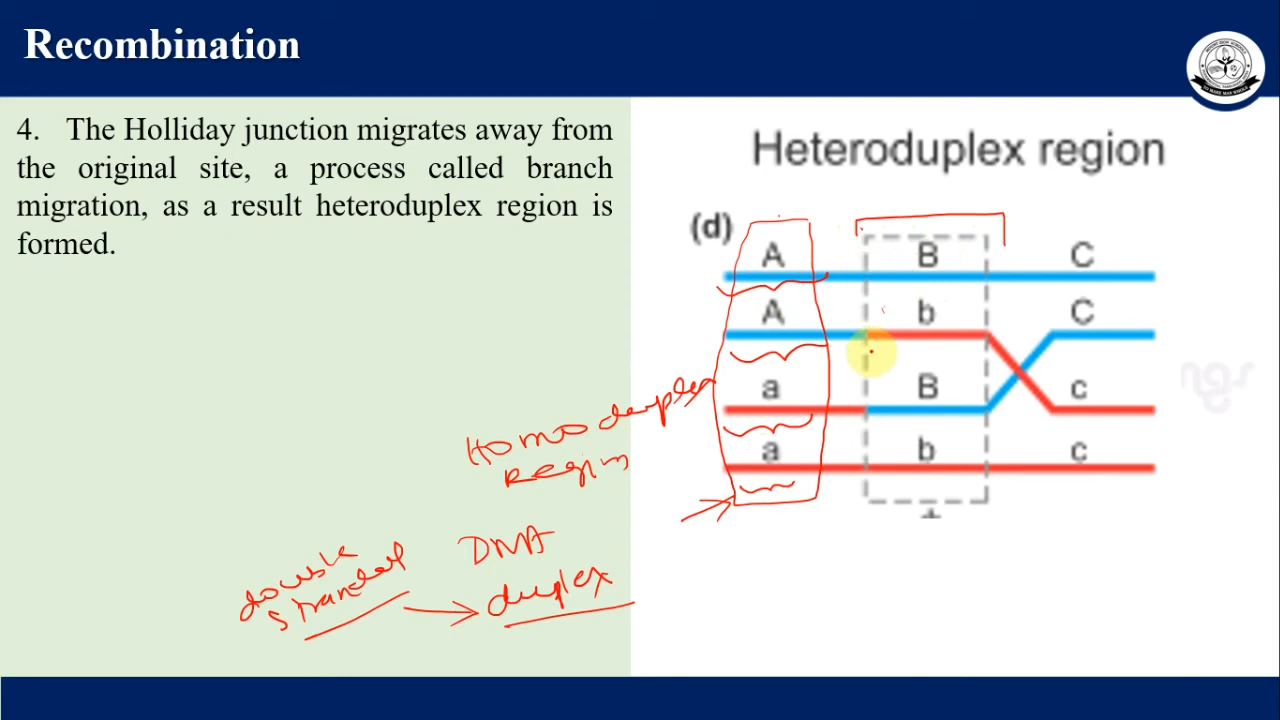 Recombination
4. The Holliday junction migrates away from
the original site, a process called branch
migration, as a result heteroduplex region is
formed.
Heteroduplex region
(d)
A B C
A b C
a B c
a b c
Homo duplex
Region
double
stranded
DNA
duplex